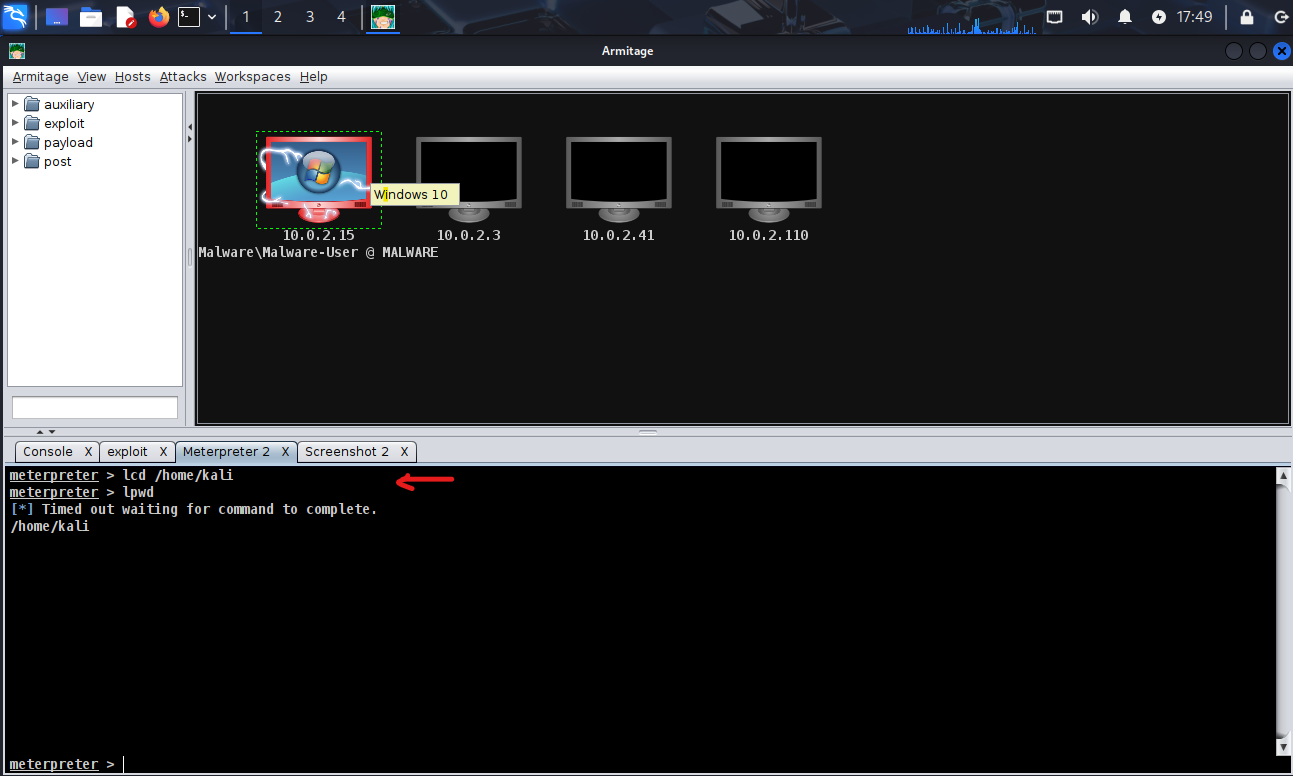 1 2 3 4 17:49
Armitage
Armitage View Hosts Attacks Workspaces Help
auxiliary
exploit
payload
post
Windows 10
10.0.2.15 10.0.2.3 10.0.2.41 10.0.2.110
Malware\Malware-User @ MALWARE
Console X exploit X Meterpreter 2 X Screenshot 2 X
meterpreter > lcd /home/kali
meterpreter > lpwd
[*] Timed out waiting for command to complete.
/home/kali
meterpreter >